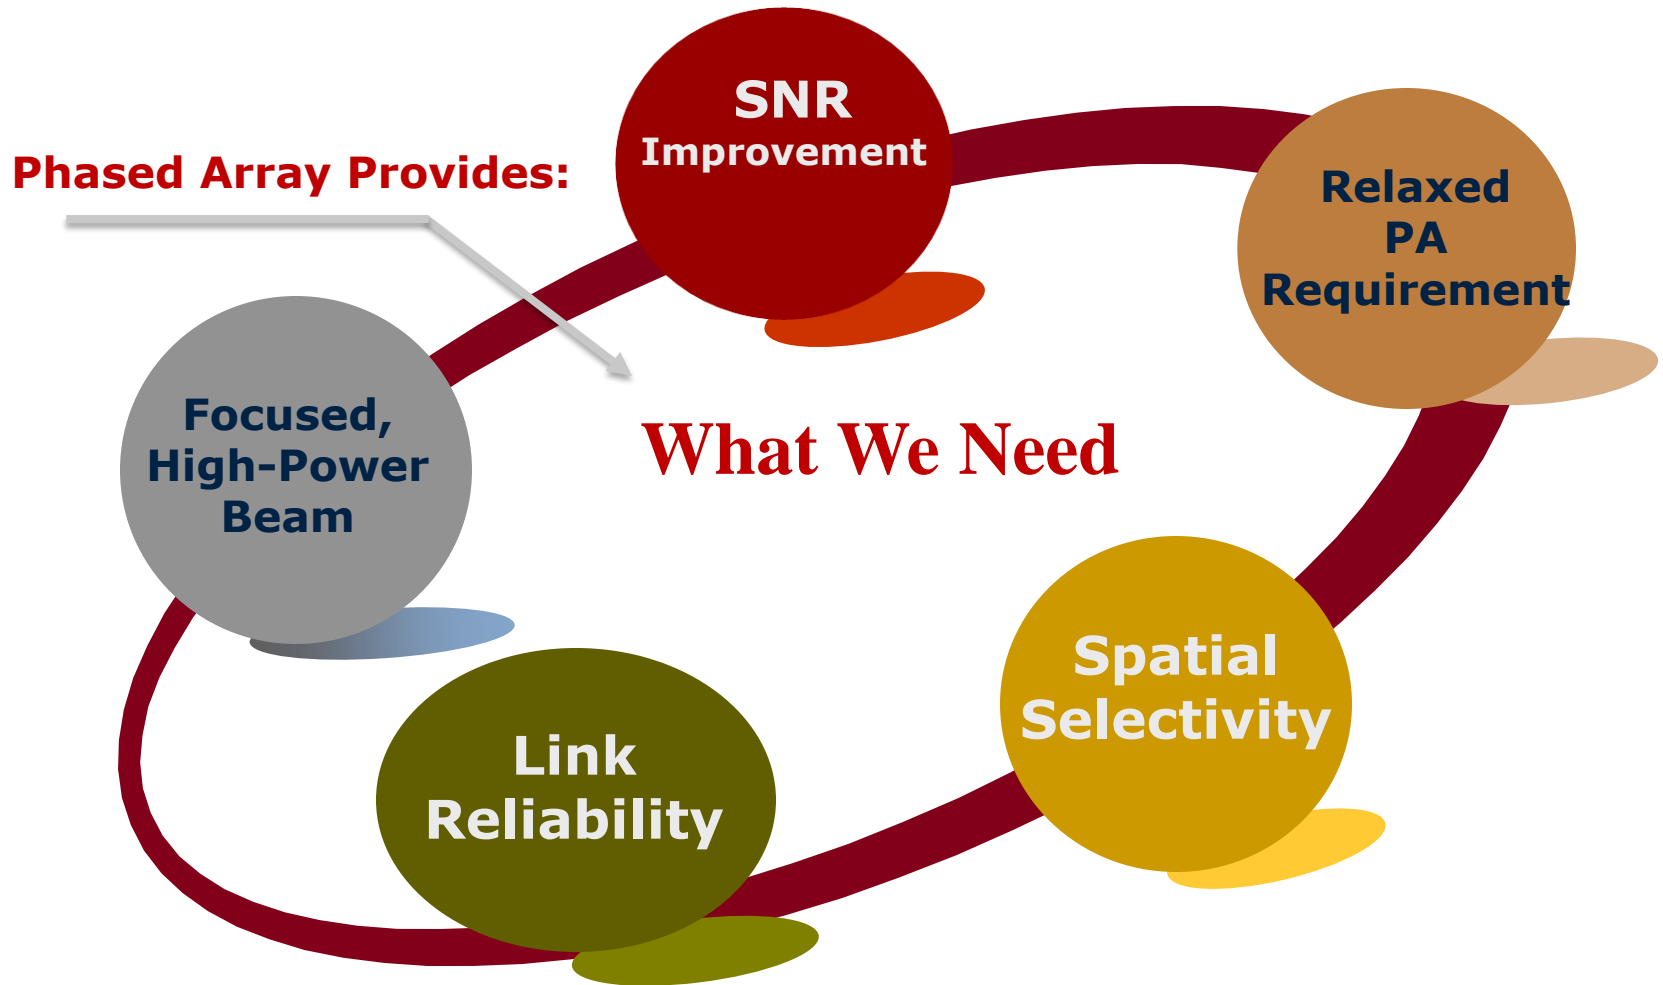 Phased Array Provides:
SNR
Improvement
Relaxed
PA
Requirement
Focused,
High-Power
Beam
What We Need
Spatial
Selectivity
Link
Reliability